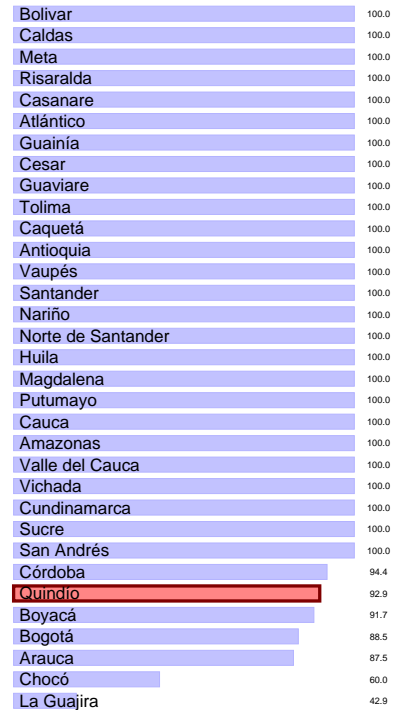 Bolivar 100.0
Caldas 100.0
Meta 100.0
Risaralda 100.0
Casanare 100.0
Atlántico 100.0
Guainía 100.0
Cesar 100.0
Guaviare 100.0
Tolima 100.0
Caquetá 100.0
Antioquia 100.0
Vaupés 100.0
Santander 100.0
Nariño 100.0
Norte de Santander 100.0
Huila 100.0
Magdalena 100.0
Putumayo 100.0
Cauca 100.0
Amazonas 100.0
Valle del Cauca 100.0
Vichada 100.0
Cundinamarca 100.0
Sucre 100.0
San Andrés 100.0
Córdoba 94.4
Quindio 92.9
Boyacá 91.7
Bogotá 88.5
Arauca 87.5
Chocó 60.0
La Guajira 42.9